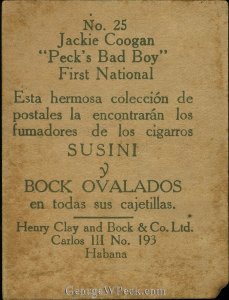 No. 25
Jackie Coogan
"Peck's Bad Boy"
First National
Esta hermosa colección de
postales la encontrarán los
fumadores de los cigarros
SUSINI
y
BOCK OVALADOS
en todas sus cajetillas.
Henry Clay and Bock & Co. Ltd.
Carlos III No. 193
Habana
GeorgeWPeck.com